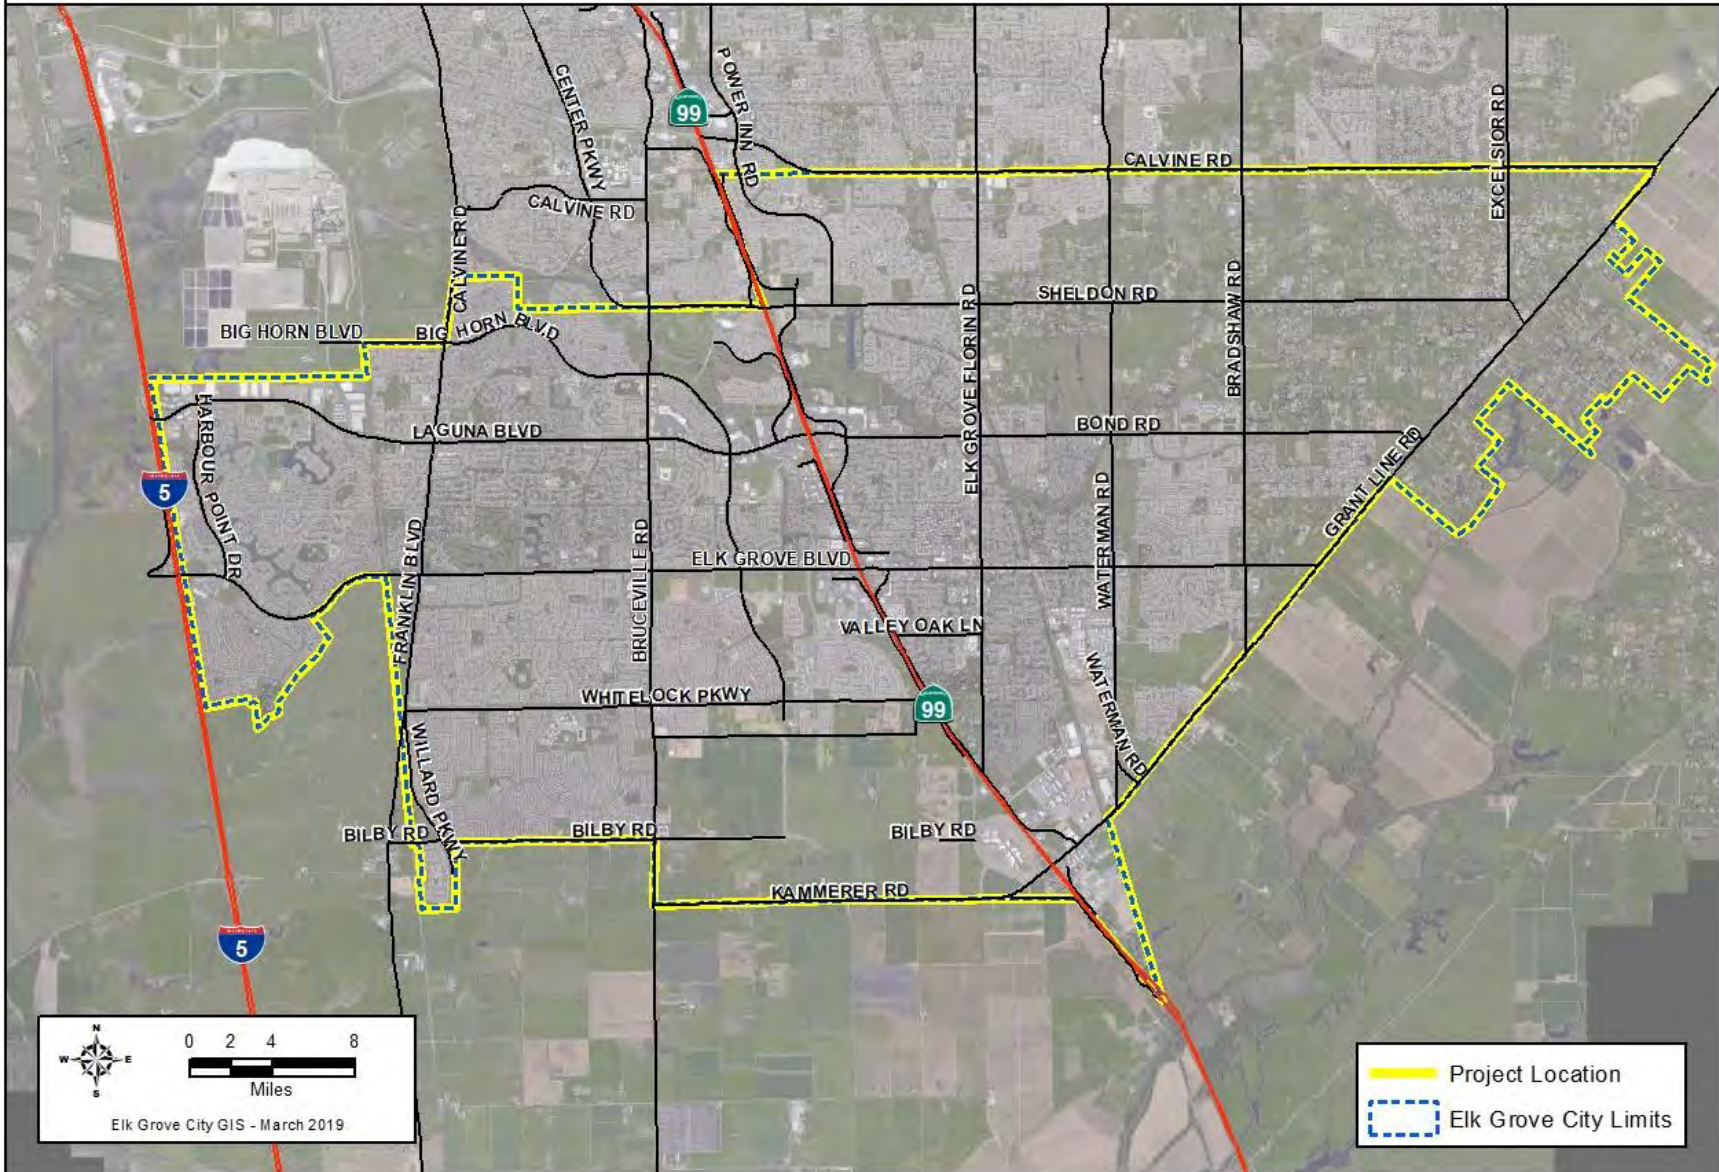 CENTER PKWY
POWER INN RD
99
EXCELSIOR RD
CALVINE RD
CALVINE RD
CALVINE RD
BIG HORN BLVD
BIG HORN BLVD
SHELDON RD
ELK GROVE FLORIN RD
BRADSHAW RD
HARBOUR POINT DR
LAGUNA BLVD
BOND RD
GRANT LINE RD
5
FRANKLIN BLVD
BRUCEVILLE RD
WATERMAN RD
ELK GROVE BLVD
VALLEY OAK LN
WHITELOCK PKWY
99
WATERMAN RD
WILLARD PKWY
BILBY RD
BILBY RD
BILBY RD
KAMMERER RD
5
N
W E
S
0 2 4 8
Miles
Elk Grove City GIS - March 2019
Project Location
Elk Grove City Limits